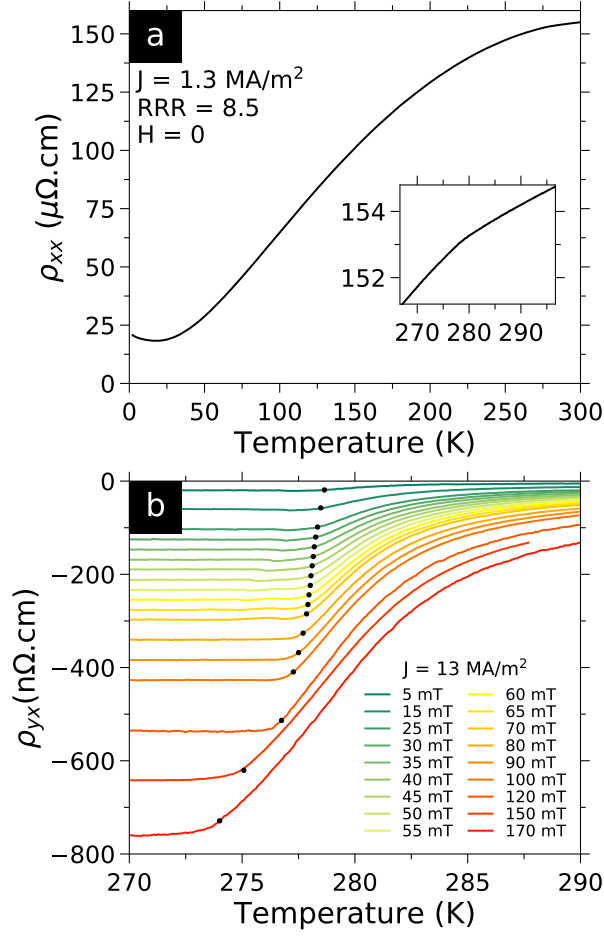 a
J = 1.3 MA/m²
RRR = 8.5
H = 0
ρxx (μΩ.cm)
150
125
100
75
50
25
0
154
152
270 280 290
0 50 100 150 200 250 300
Temperature (K)
b
ρyx(nΩ.cm)
0
−200
−400
−600
−800
J = 13 MA/m²
5 mT 60 mT
15 mT 65 mT
25 mT 70 mT
30 mT 80 mT
35 mT 90 mT
40 mT 100 mT
45 mT 120 mT
50 mT 150 mT
55 mT 170 mT
270 275 280 285 290
Temperature (K)